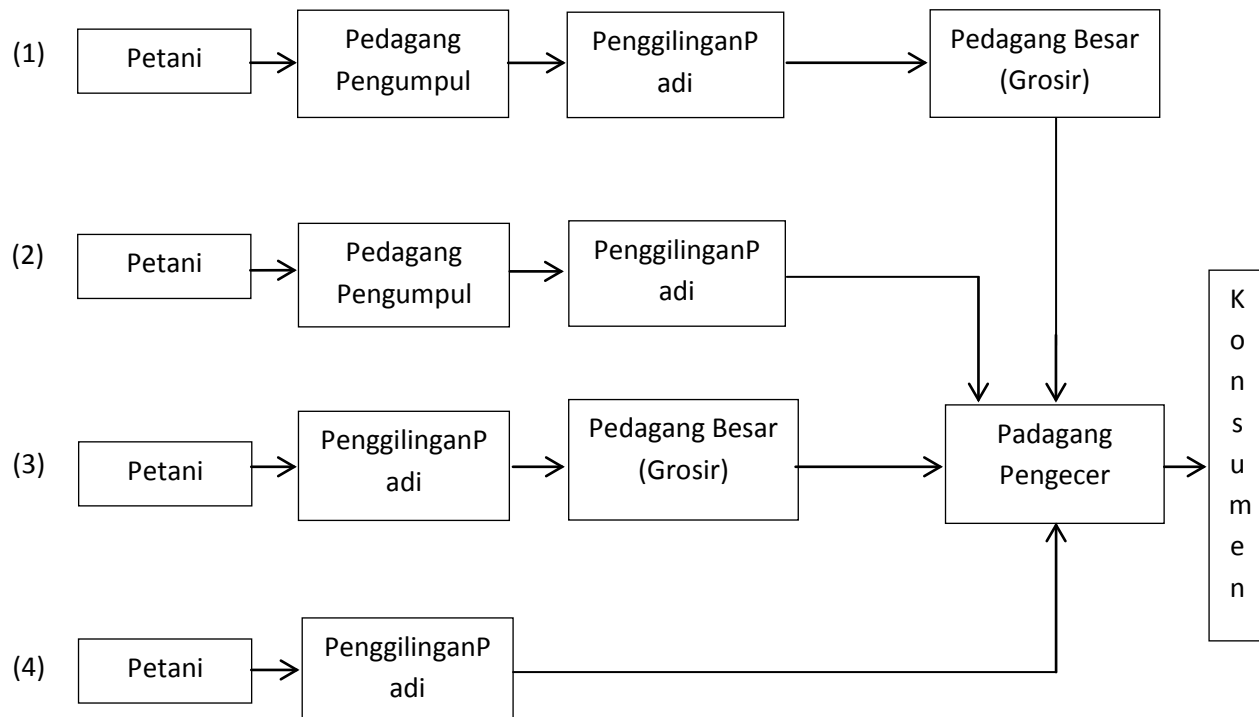 (1)
Petani
Pedagang
Pengumpul
PenggilinganP
adi
Pedagang Besar
(Grosir)
(2)
Petani
Pedagang
Pengumpul
PenggilinganP
adi
(3)
Petani
PenggilinganP
adi
Pedagang Besar
(Grosir)
Padagang
Pengecer
K
o
n
s
u
m
e
n
(4)
Petani
PenggilinganP
adi